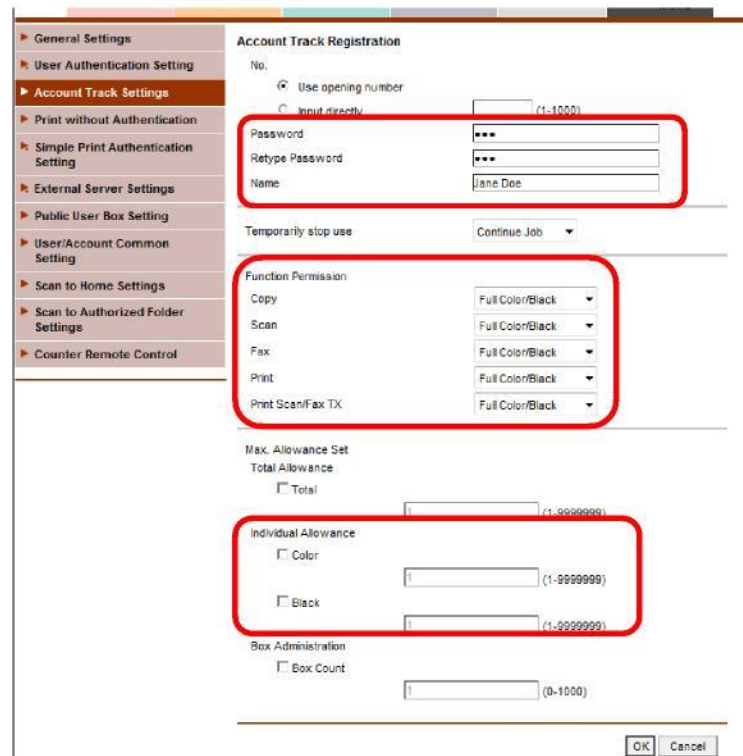 General Settings
User Authentication Setting
Account Track Settings
Print without Authentication
Simple Print Authentication
Setting
External Server Settings
Public User Box Setting
User/Account Common
Setting
Scan to Home Settings
Scan to Authorized Folder
Settings
Counter Remote Control
Account Track Registration
No.
Use opening number
Input directly (1-1000)
Password •••
Retype Password •••
Name Jane Doe
Temporarily stop use Continue Job
Function Permission
Copy Full Color/Black
Scan Full Color/Black
Fax Full Color/Black
Print Full Color/Black
Print Scan/Fax TX Full Color/Black
Max. Allowance Set
Total Allowance
Total
1 (1-9999999)
Individual Allowance
Color
1 (1-9999999)
Black
1 (1-9999999)
Box Administration
Box Count
1 (0-1000)
OK Cancel